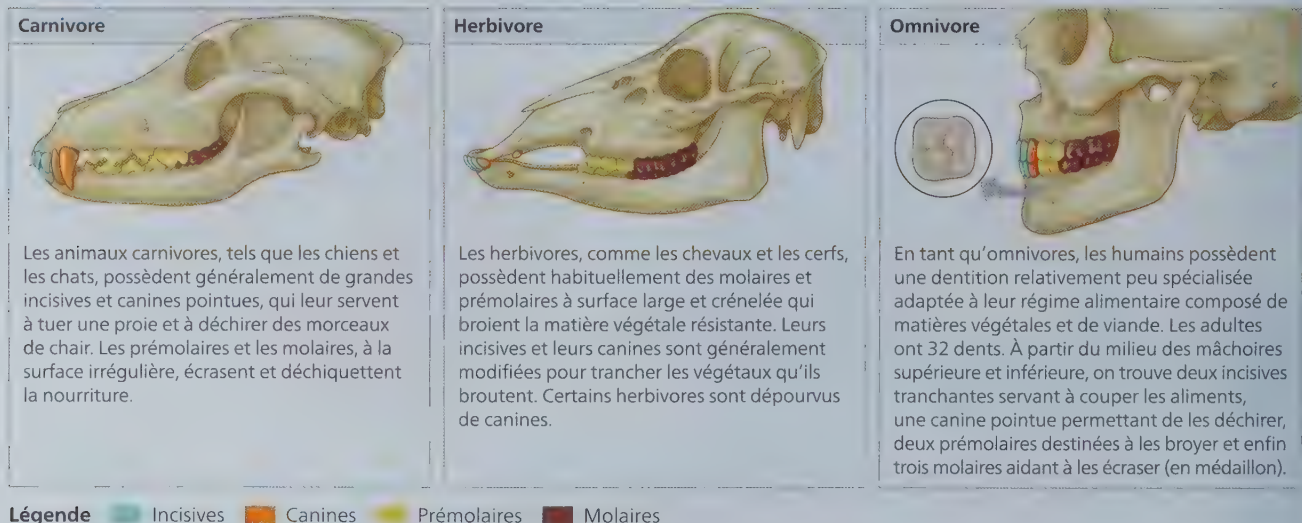 Carnivore
Les animaux carnivores, tels que les chiens et
les chats, possèdent généralement de grandes
incisives et canines pointues, qui leur servent
à tuer une proie et à déchirer des morceaux
de chair. Les prémolaires et les molaires, à la
surface irrégulière, écrasent et déchiquettent
la nourriture.
Herbivore
Les herbivores, comme les chevaux et les cerfs,
possèdent habituellement des molaires et
prémolaires à surface large et crénelée qui
broient la matière végétale résistante. Leurs
incisives et leurs canines sont généralement
modifiées pour trancher les végétaux qu'ils
broutent. Certains herbivores sont dépourvus
de canines.
Omnivore
En tant qu'omnivores, les humains possèdent
une dentition relativement peu spécialisée
adaptée à leur régime alimentaire composé de
matières végétales et de viande. Les adultes
ont 32 dents. À partir du milieu des mâchoires
supérieure et inférieure, on trouve deux incisives
tranchantes servant à couper les aliments,
une canine pointue permettant de les déchirer,
deux prémolaires destinées à les broyer et enfin
trois molaires aidant à les écraser (en médaillon).
Légende Incisives Canines Prémolaires Molaires